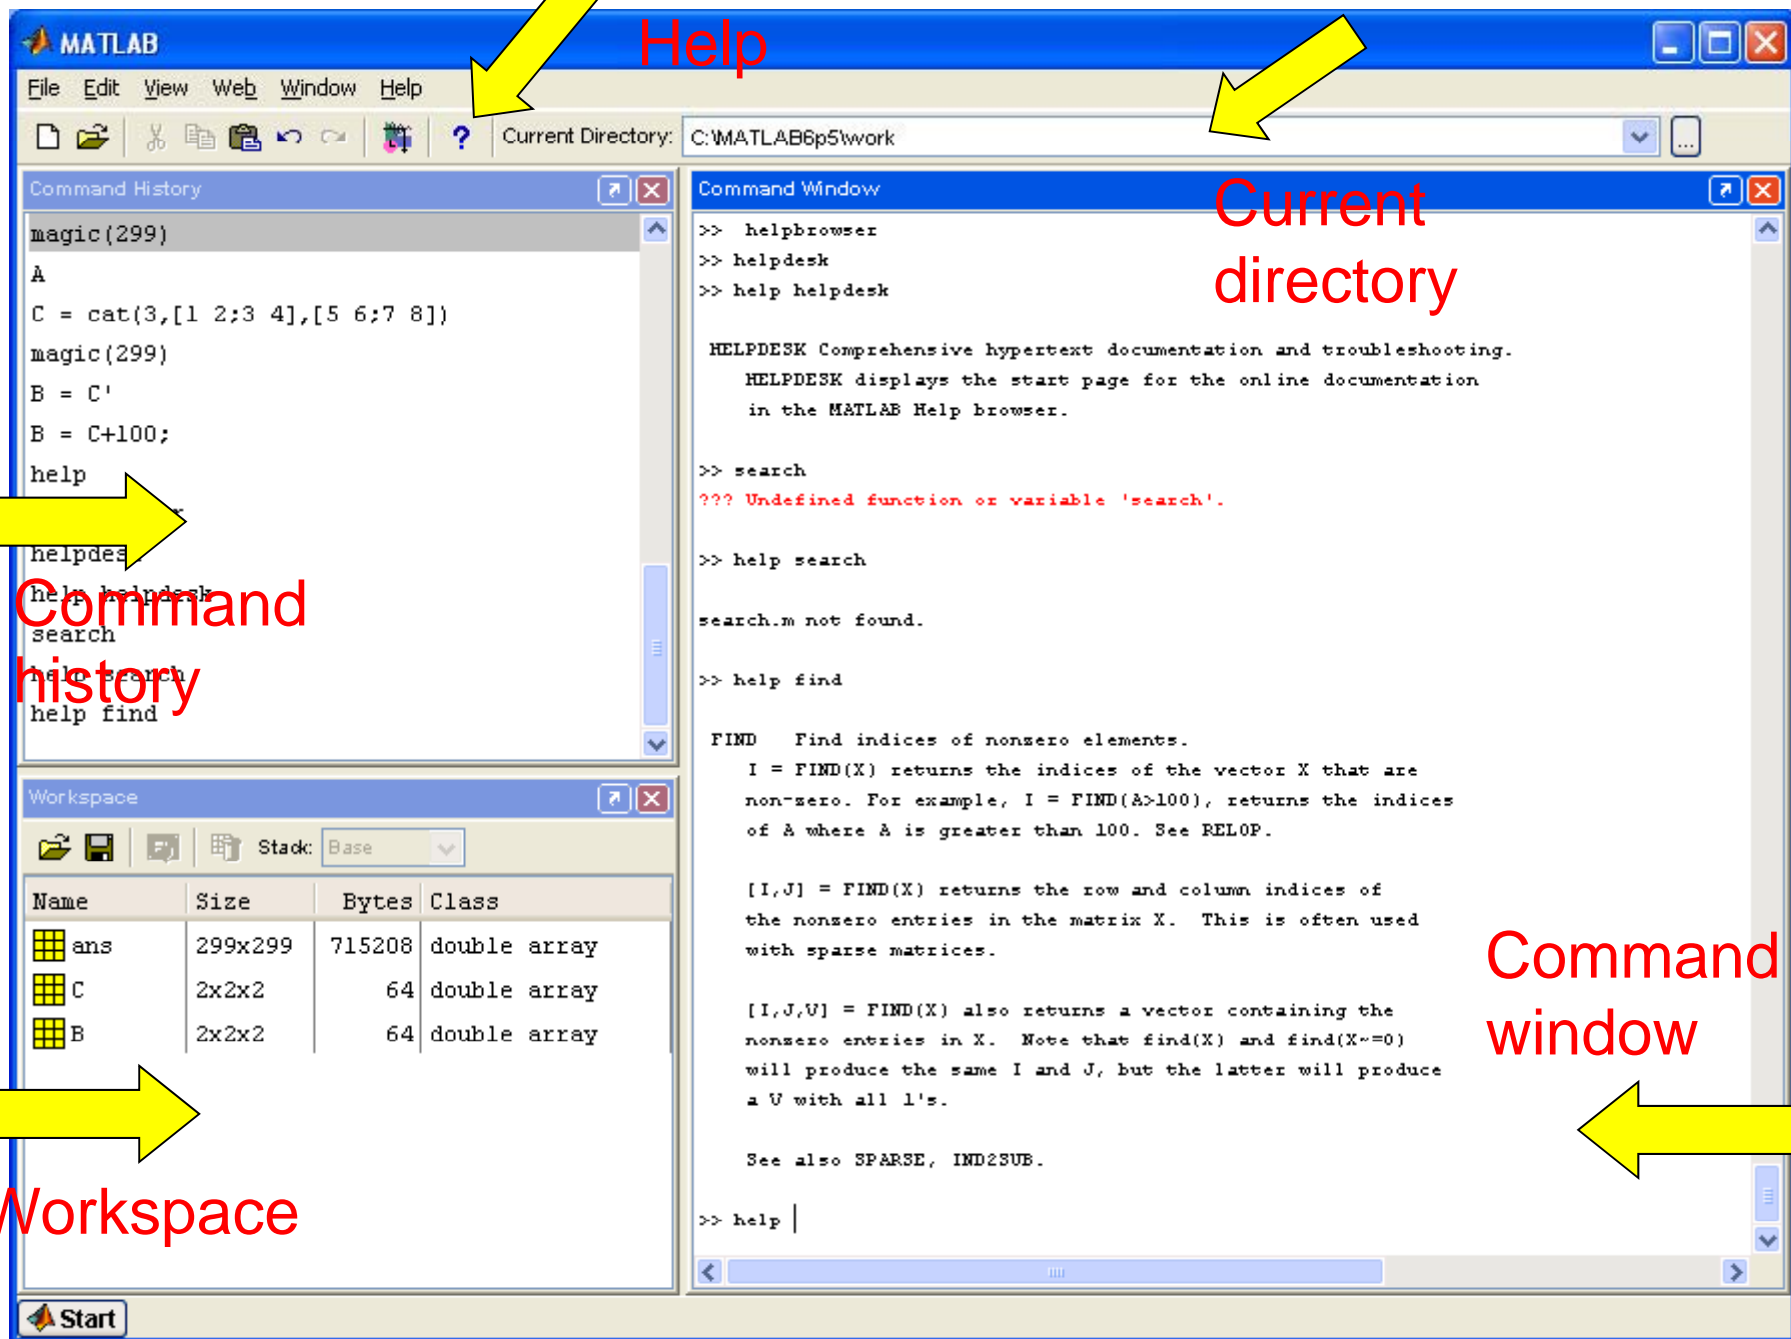 MATLAB
Help
File Edit View Web Window Help
? Current Directory: C:\MATLAB6p5\work
...
Command History
magic(299)
A
C = cat(3,[1 2;3 4],[5 6;7 8])
magic(299)
B = C'
B = C+100;
help
helpdesk
help helpdesk
search
help search
help find
Command
history
Workspace
Stack: Base
Name Size Bytes Class
ans 299x299 715208 double array
C 2x2x2 64 double array
B 2x2x2 64 double array
Workspace
Command Window
Current
directory
>> helpbrowser
>> helpdesk
>> help helpdesk
HELPDESK Comprehensive hypertext documentation and troubleshooting.
HELPDESK displays the start page for the online documentation
in the MATLAB Help browser.
>> search
??? Undefined function or variable 'search'.
>> help search
search.m not found.
>> help find
FIND Find indices of nonzero elements.
I = FIND(X) returns the indices of the vector X that are
non-zero. For example, I = FIND(A>100), returns the indices
of A where A is greater than 100. See RELOP.
[I,J] = FIND(X) returns the row and column indices of
the nonzero entries in the matrix X. This is often used
with sparse matrices.
[I,J,V] = FIND(X) also returns a vector containing the
nonzero entries in X. Note that find(X) and find(X~=0)
will produce the same I and J, but the latter will produce
a V with all 1's.
See also SPARSE, IND2SUB.
>> help
Command
window
Start